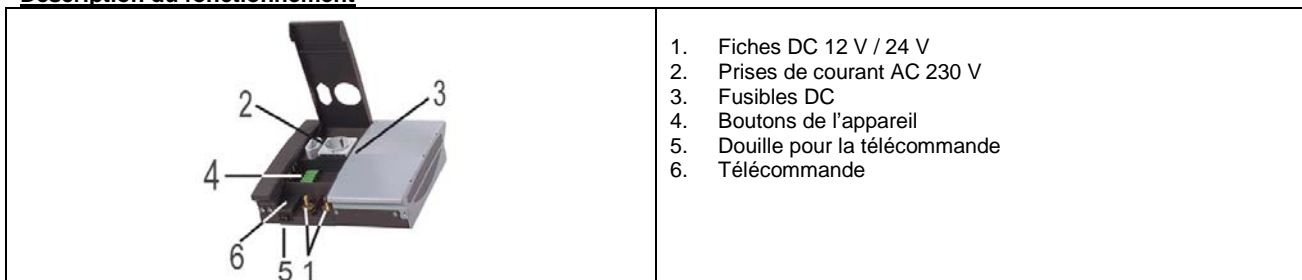 Description du fonctionnement
2
3
4
6
5 1
1. Fiches DC 12 V / 24 V
2. Prises de courant AC 230 V
3. Fusibles DC
4. Boutons de l'appareil
5. Douille pour la télécommande
6. Télécommande